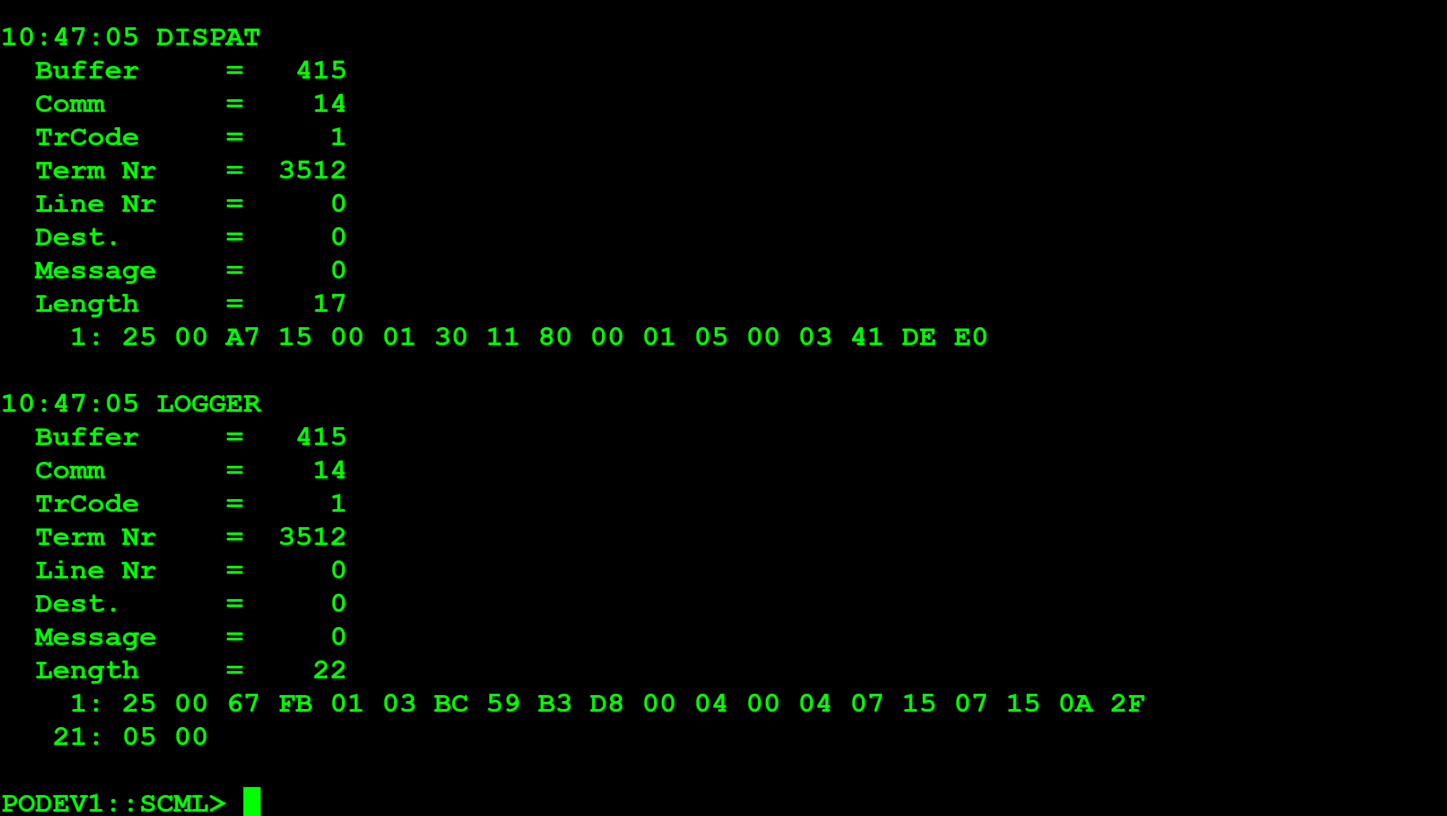 10:47:05 DISPAT
  Buffer     =   415
  Comm       =    14
  TrCode     =     1
  Term Nr    =  3512
  Line Nr    =     0
  Dest.      =     0
  Message    =     0
  Length     =    17
    1: 25 00 A7 15 00 01 30 11 80 00 01 05 00 03 41 DE E0

10:47:05 LOGGER
  Buffer     =   415
  Comm       =    14
  TrCode     =     1
  Term Nr    =  3512
  Line Nr    =     0
  Dest.      =     0
  Message    =     0
  Length     =    22
    1: 25 00 67 FB 01 03 BC 59 B3 D8 00 04 00 04 07 15 07 15 0A 2F
   21: 05 00

PODEV1::SCML>